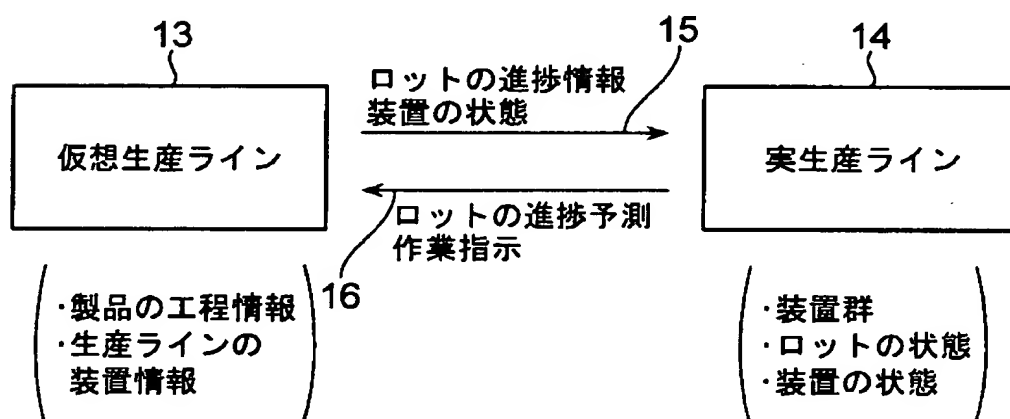 13
15
14
ロットの進捗情報
装置の状態
仮想生産ライン
実生産ライン
ロットの進捗予測
作業指示
16
・製品の工程情報
・生産ラインの
装置情報
・装置群
・ロットの状態
・装置の状態